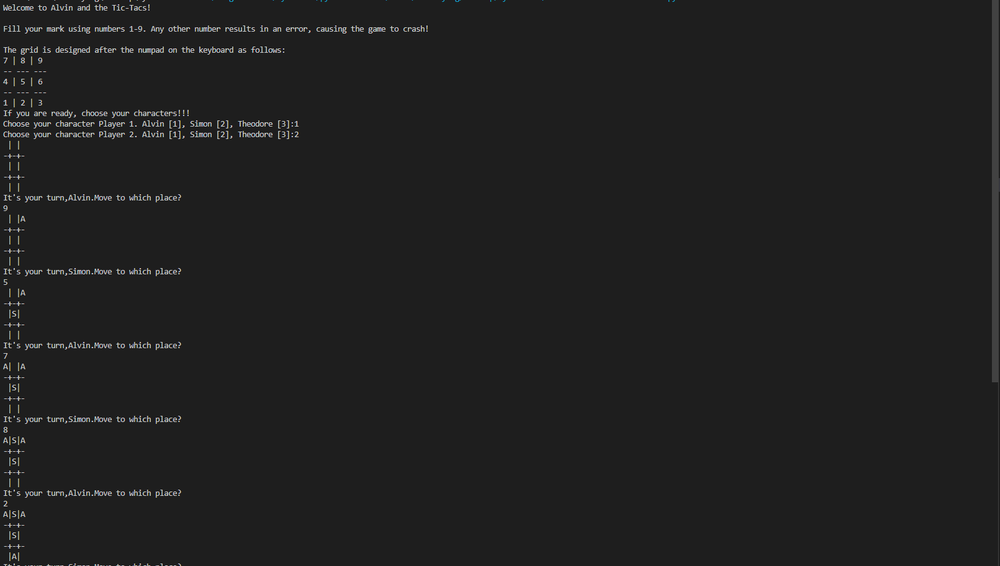 Welcome to Alvin and the Tic-Tacs!
Fill your mark using numbers 1-9. Any other number results in an error, causing the game to crash!
The grid is designed after the numpad on the keyboard as follows:
7 | 8 | 9
-- --- ---
4 | 5 | 6
-- --- ---
1 | 2 | 3
If you are ready, choose your characters!!!
Choose your character Player 1. Alvin [1], Simon [2], Theodore [3]:1
Choose your character Player 2. Alvin [1], Simon [2], Theodore [3]:2
 | |
-+-+-
 | |
-+-+-
 | |
It's your turn,Alvin.Move to which place?
9
 | |A
-+-+-
 | |
-+-+-
 | |
It's your turn,Simon.Move to which place?
5
 | |A
-+-+-
 |S|
-+-+-
 | |
It's your turn,Alvin.Move to which place?
7
A| |A
-+-+-
 |S|
-+-+-
 | |
It's your turn,Simon.Move to which place?
8
A|S|A
-+-+-
 |S|
-+-+-
 | |
It's your turn,Alvin.Move to which place?
2
A|S|A
-+-+-
 |S|
-+-+-
 |A|
It's your turn,Simon.Move to which place?